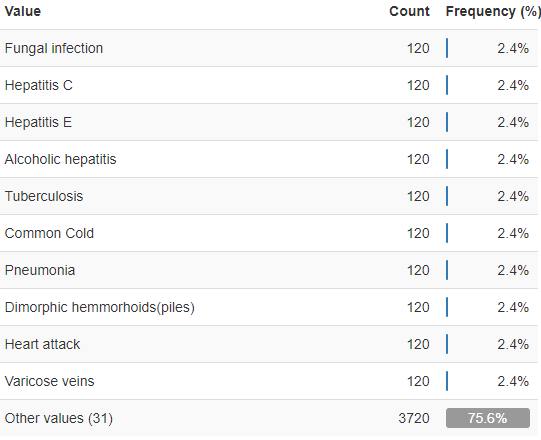 Value Count Frequency (%)
Fungal infection 120 2.4%
Hepatitis C 120 2.4%
Hepatitis E 120 2.4%
Alcoholic hepatitis 120 2.4%
Tuberculosis 120 2.4%
Common Cold 120 2.4%
Pneumonia 120 2.4%
Dimorphic hemmorhoids(piles) 120 2.4%
Heart attack 120 2.4%
Varicose veins 120 2.4%
Other values (31) 3720 75.6%